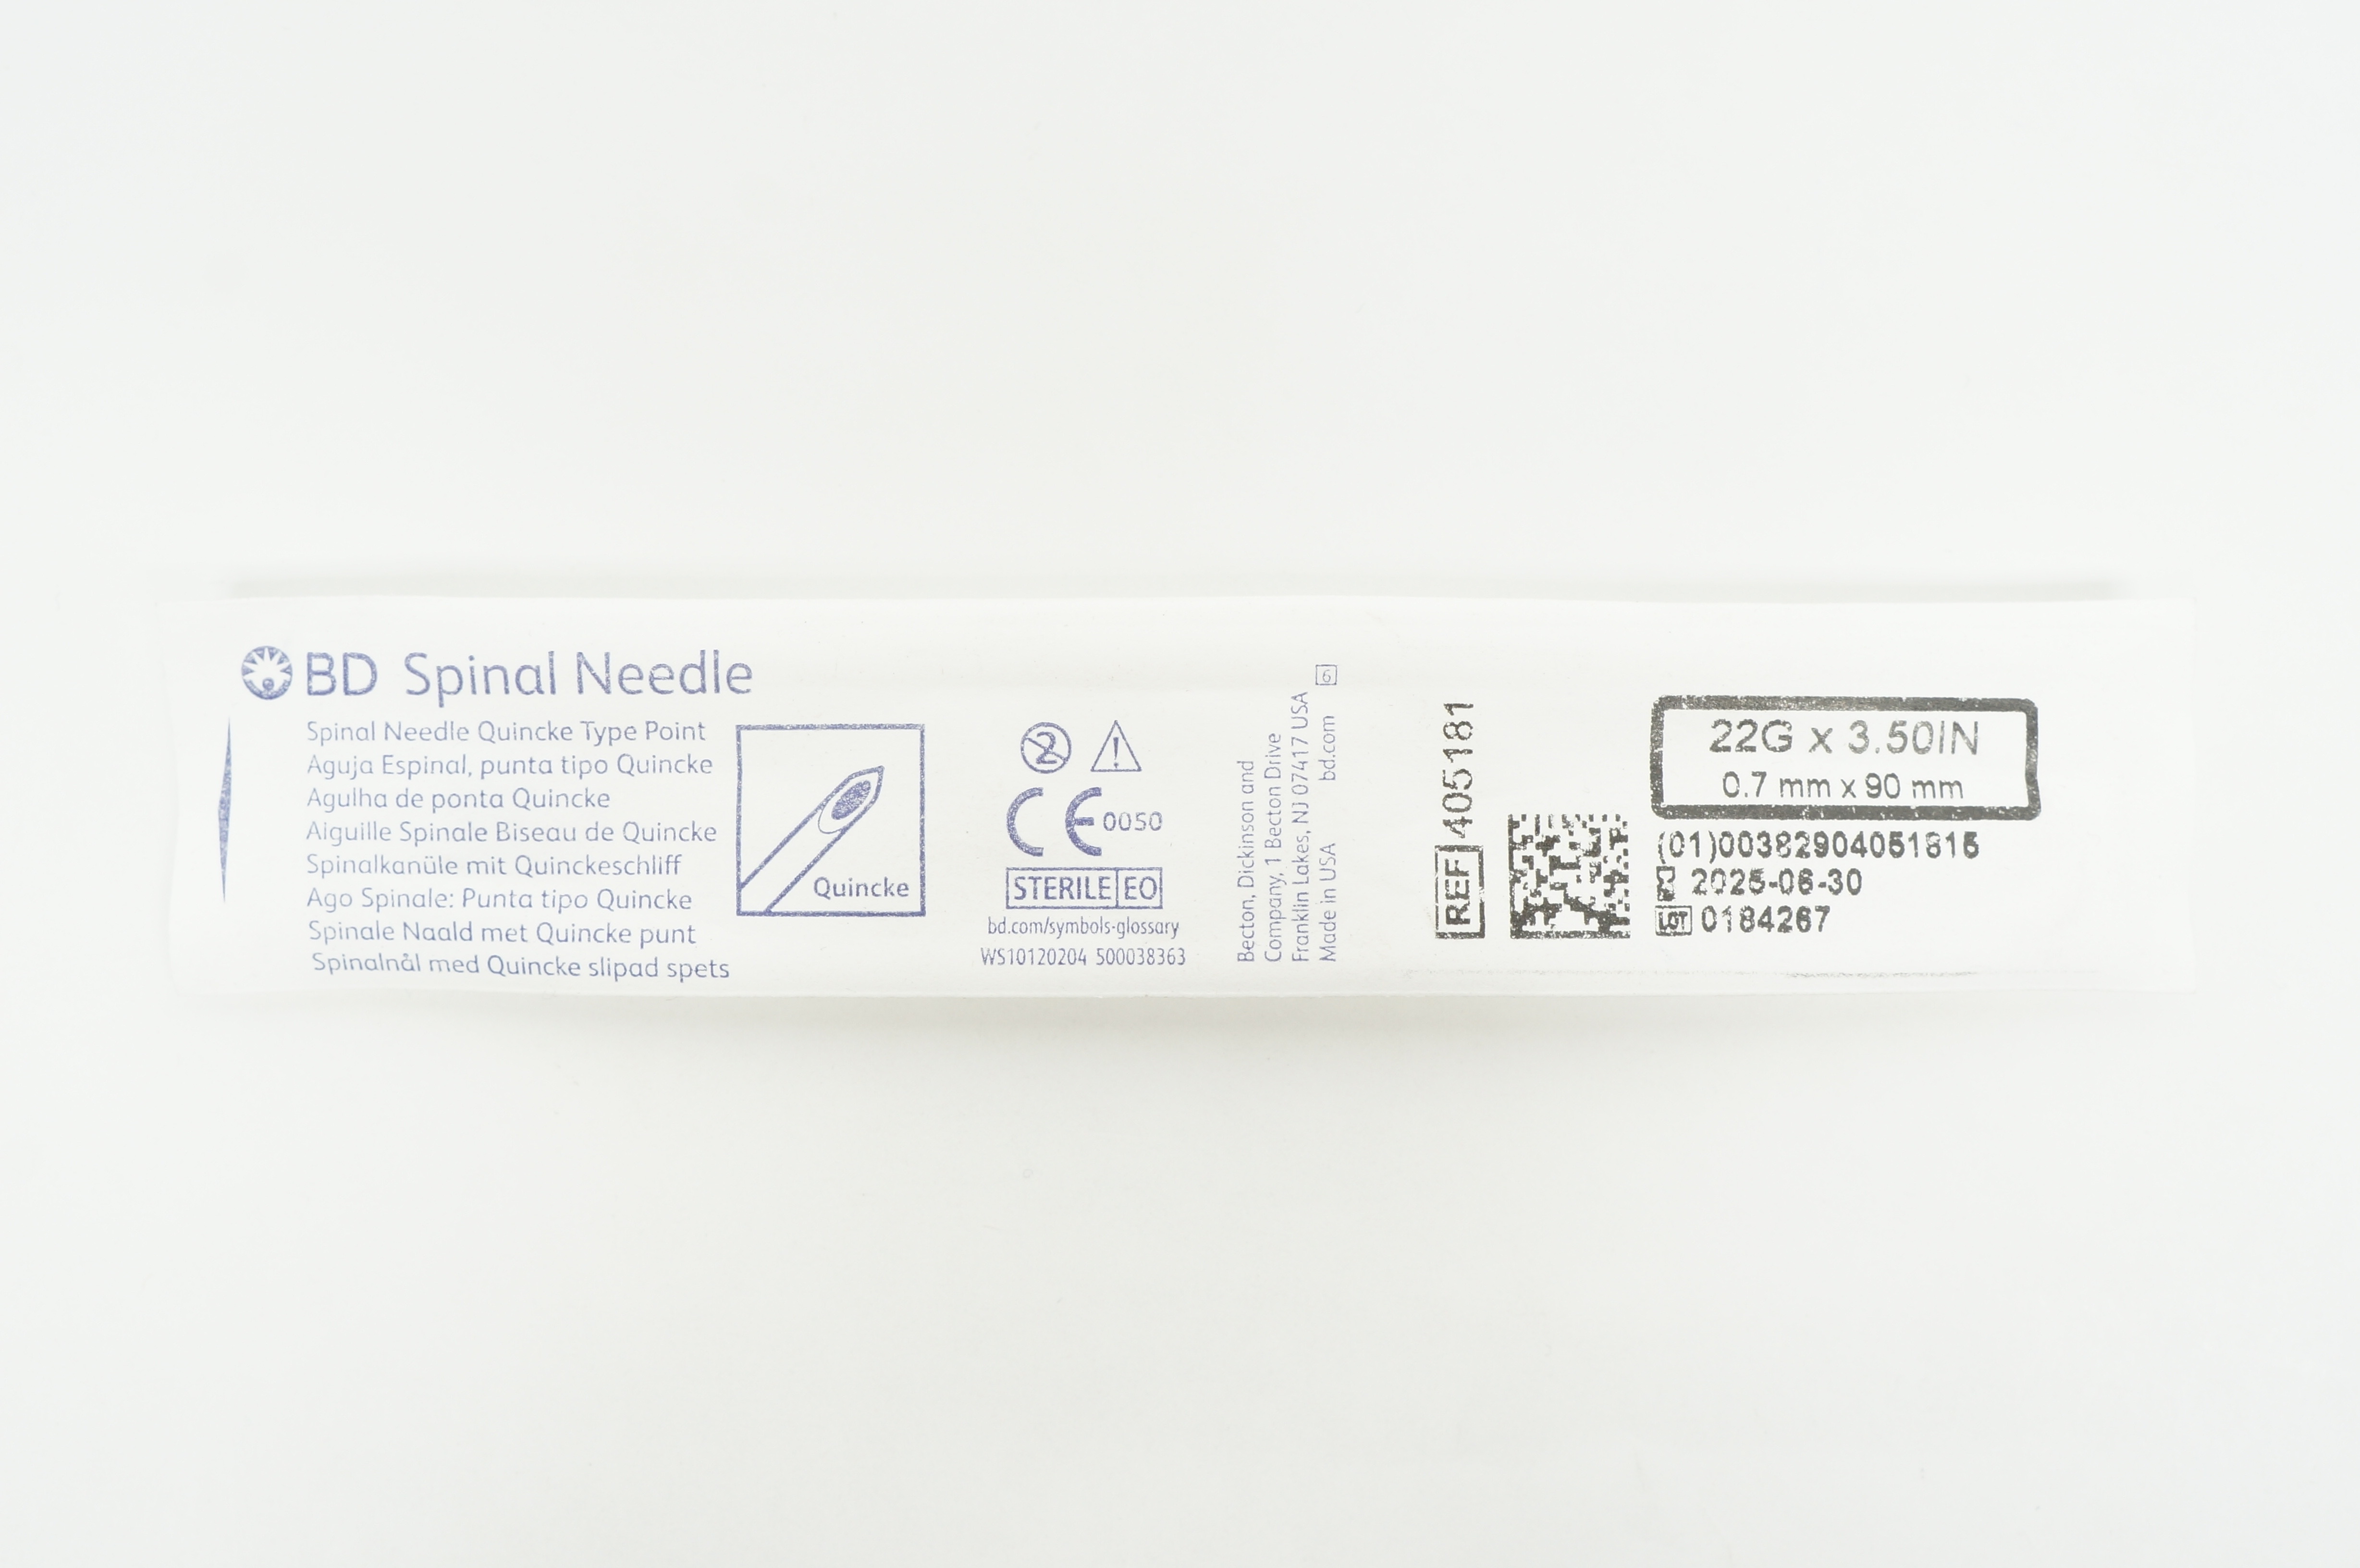 BD Spinal Needle
Spinal Needle Quincke Type Point
Aguja Espinal, punta tipo Quincke
Agulha de ponta Quincke
Aiguille Spinale Biseau de Quincke
Spinalkanüle mit Quinckeschliff
Ago Spinale: Punta tipo Quincke
Spinale Naald met Quincke punt
Spinalnål med Quincke slipad spets
Quincke
2
CE 0050
STERILE EO
bd.com/symbols-glossary
WS10120204 500038363
Becton, Dickinson and
Company, 1 Becton Drive
Franklin Lakes, NJ 07417 USA
Made in USA bd.com 6
REF 405181
22G x 3.50IN
0.7 mm x 90 mm
(01)00382904051815
2025-06-30
LOT 0184267